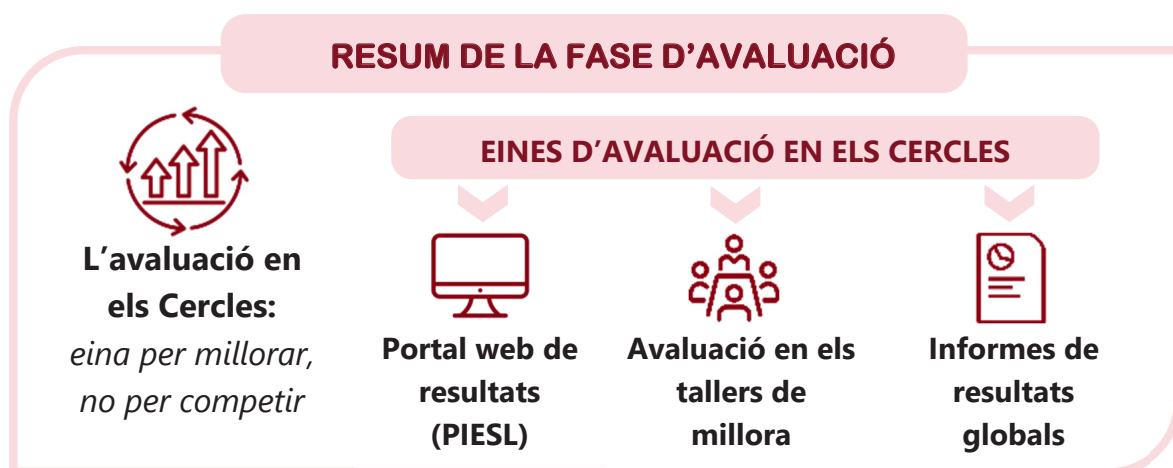 RESUM DE LA FASE D’AVALUACIÓ
EINES D’AVALUACIÓ EN ELS CERCLES
L’avaluació en
els Cercles:
eina per millorar,
no per competir
Portal web de
resultats
(PIESL)
Avaluació en els
tallers de
millora
Informes de
resultats
globals